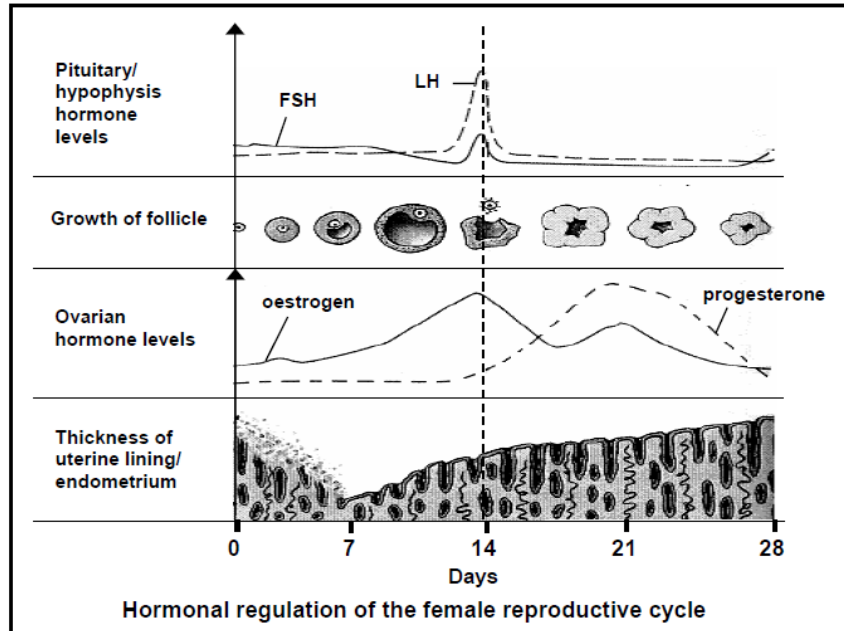 Pituitary/
hypophysis
hormone
levels
FSH
LH
Growth of follicle
Ovarian
hormone levels
oestrogen
progesterone
Thickness of
uterine lining/
endometrium
0 7 14 21 28
Days
Hormonal regulation of the female reproductive cycle